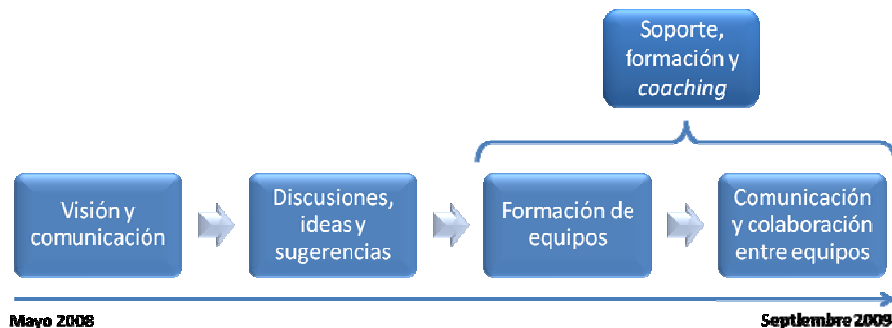 Soporte,
formación y
coaching
Visión y
comunicación
Discusiones,
ideas y
sugerencias
Formación de
equipos
Comunicación
y colaboración
entre equipos
Mayo 2008
Septiembre 2009